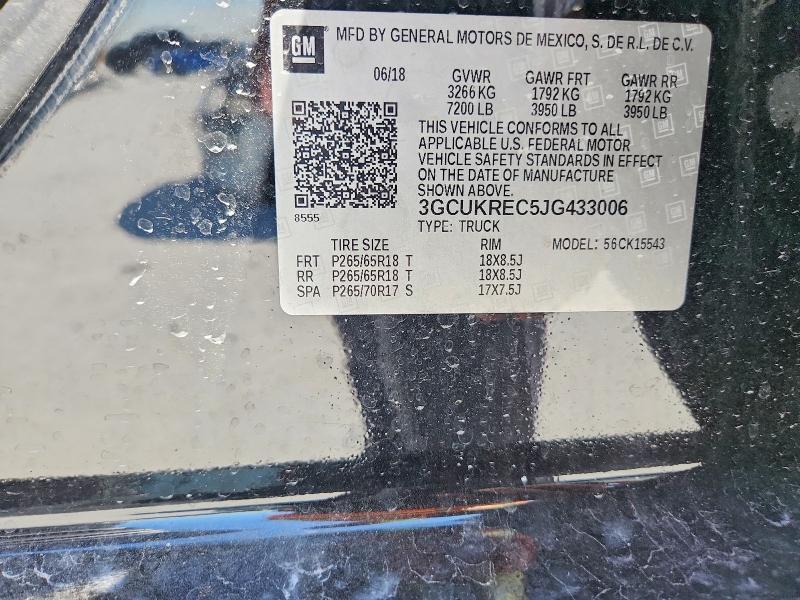 GM MFD BY GENERAL MOTORS DE MEXICO, S. DE R.L. DE C.V.
06/18 GVWR GAWR FRT GAWR RR
3266 KG 1792 KG 1792 KG
7200 LB 3950 LB 3950 LB
THIS VEHICLE CONFORMS TO ALL
APPLICABLE U.S. FEDERAL MOTOR
VEHICLE SAFETY STANDARDS IN EFFECT
ON THE DATE OF MANUFACTURE
SHOWN ABOVE.
3GCUKREC5JG433006
8555
TYPE: TRUCK
TIRE SIZE RIM MODEL: 56CK15543
FRT P265/65R18 T 18X8.5J
RR P265/65R18 T 18X8.5J
SPA P265/70R17 S 17X7.5J